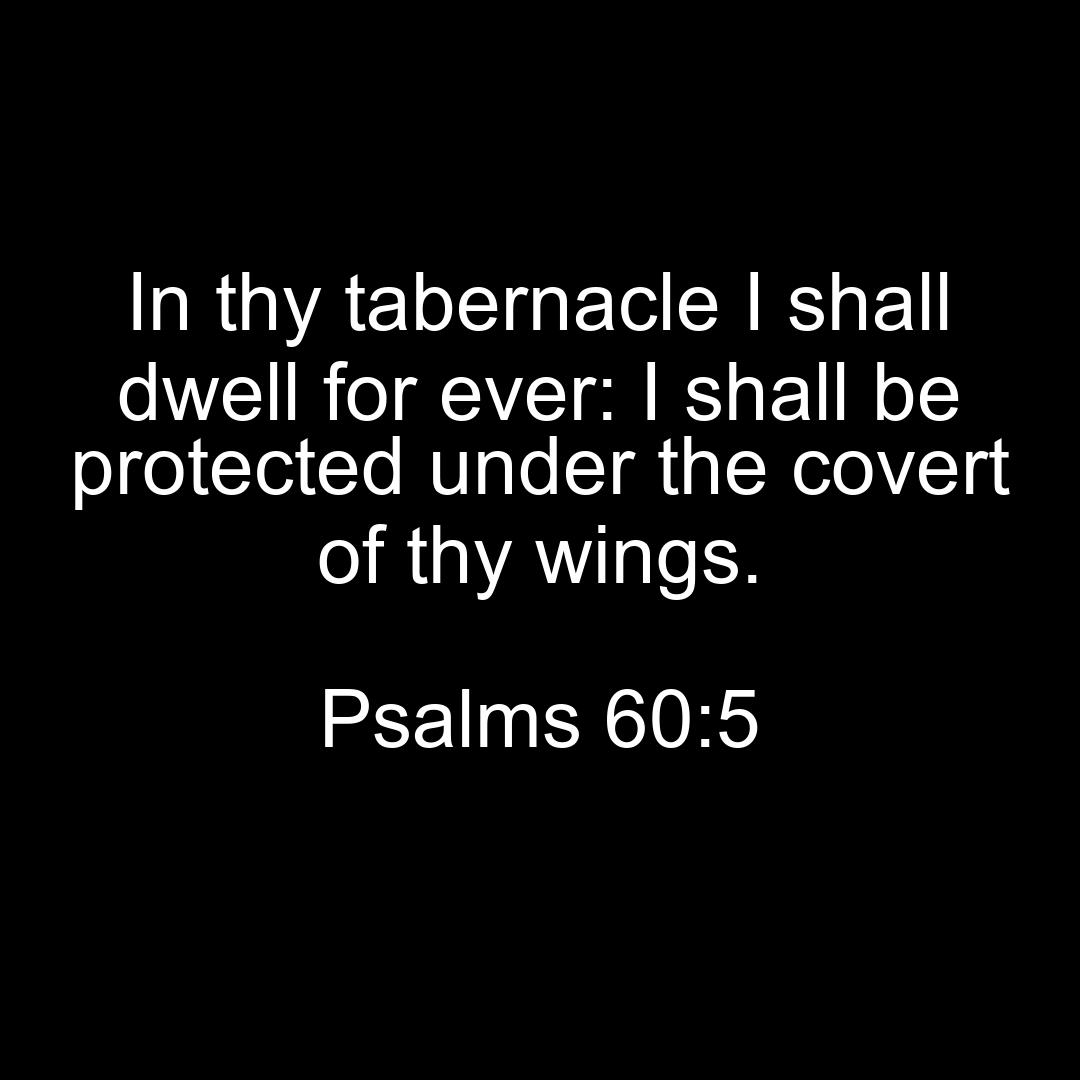 In thy tabernacle I shall
dwell for ever: I shall be
protected under the covert
of thy wings.
Psalms 60:5